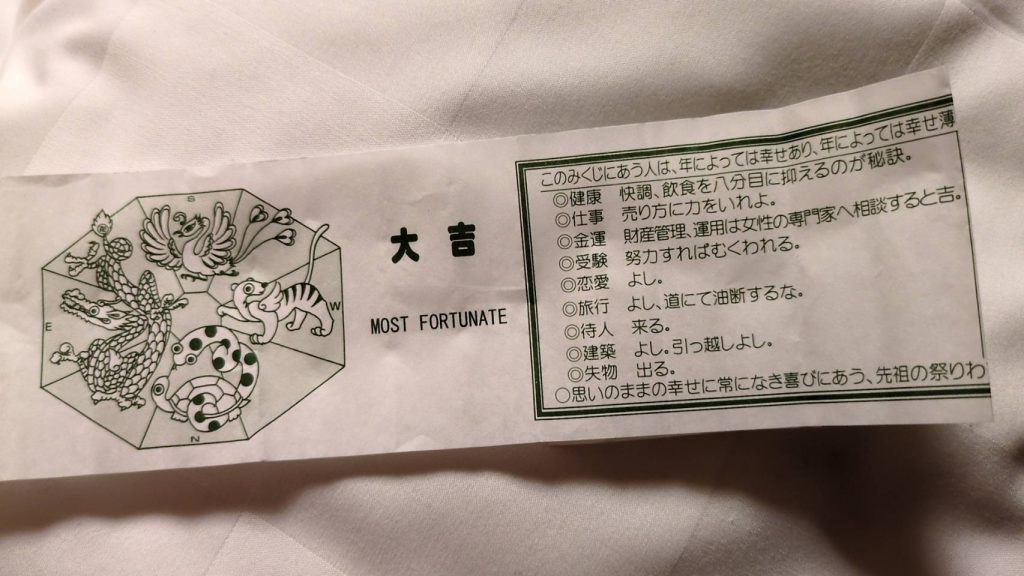 S
E
W
N
大吉
MOST FORTUNATE
このみくじにあう人は、年によっては幸せあり、年によっては幸せ薄
◎健康 快調、飲食を八分目に抑えるのが秘訣。
◎仕事 売り方に力をいれよ。
◎金運 財産管理、運用は女性の専門家へ相談すると吉。
◎受験 努力すればむくわれる。
◎恋愛 よし。
◎旅行 よし、道にて油断するな。
◎待人 来る。
◎建築 よし。引っ越しよし。
◎失物 出る。
○思いのままの幸せに常になき喜びにあう、先祖の祭りわ